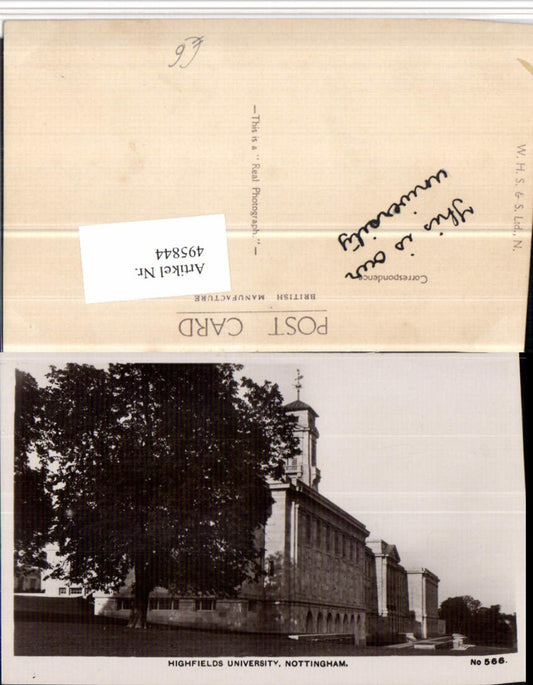 POST CARD
BRITISH MANUFACTURE
Correspondence
This is our
university
Artikel Nr.
495844
—This is a "Real Photograph."—
W. H. S. & S. Ltd., N.
HIGHFIELDS UNIVERSITY, NOTTINGHAM.
No 566.